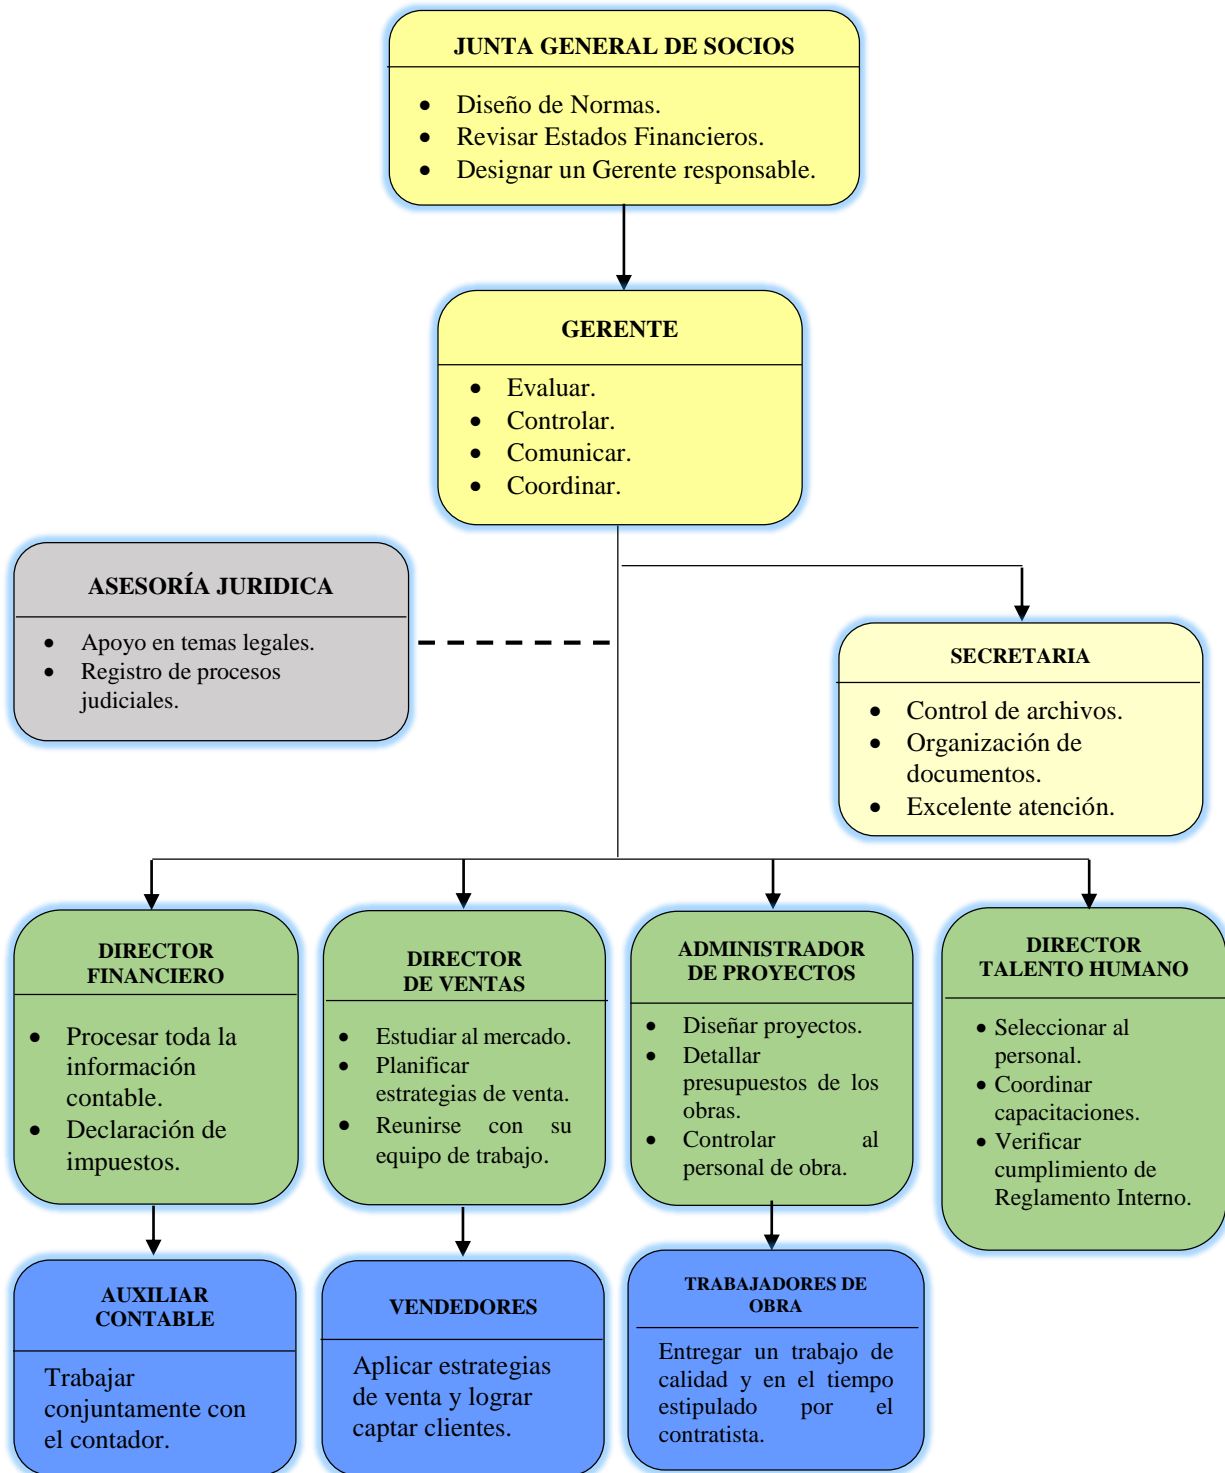 JUNTA GENERAL DE SOCIOS
• Diseño de Normas.
• Revisar Estados Financieros.
• Designar un Gerente responsable.
GERENTE
• Evaluar.
• Controlar.
• Comunicar.
• Coordinar.
ASESORÍA JURIDICA
• Apoyo en temas legales.
• Registro de procesos
judiciales.
SECRETARIA
• Control de archivos.
• Organización de
documentos.
• Excelente atención.
DIRECTOR
FINANCIERO
• Procesar toda la
información
contable.
• Declaración de
impuestos.
DIRECTOR
DE VENTAS
• Estudiar al mercado.
• Planificar
estrategias de venta.
• Reunirse con su
equipo de trabajo.
ADMINISTRADOR
DE PROYECTOS
• Diseñar proyectos.
• Detallar
presupuestos de los
obras.
• Controlar al
personal de obra.
DIRECTOR
TALENTO HUMANO
• Seleccionar al
personal.
• Coordinar
capacitaciones.
• Verificar
cumplimiento de
Reglamento Interno.
AUXILIAR
CONTABLE
Trabajar
conjuntamente con
el contador.
VENDEDORES
Aplicar estrategias
de venta y lograr
captar clientes.
TRABAJADORES DE
OBRA
Entregar un trabajo de
calidad y en el tiempo
estipulado por el
contratista.